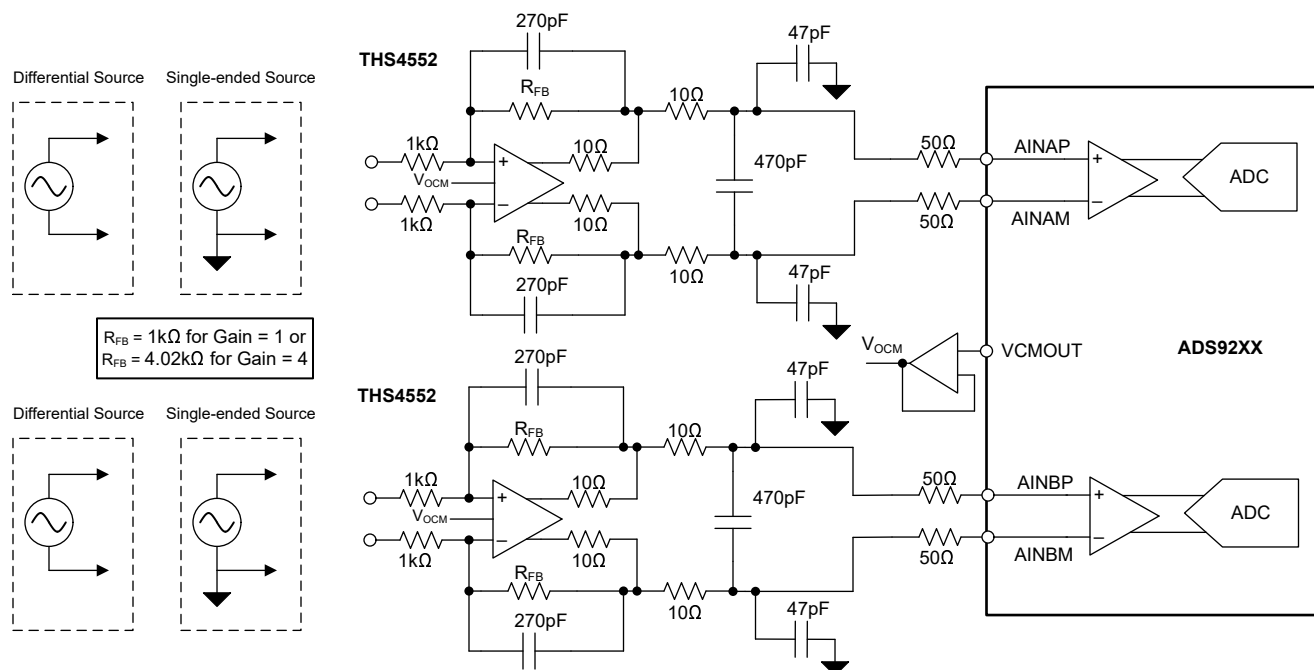 270pF
47pF
THS4552
Differential Source
Single-ended Source
RFB
10Ω
1kΩ
50Ω
AINAP
+
10Ω
+
VOCM
470pF
ADC
−
−
1kΩ
10Ω
50Ω
AINAM
RFB
10Ω
47pF
270pF
RFB = 1kΩ for Gain = 1 or
RFB = 4.02kΩ for Gain = 4
VOCM
VCMOUT
ADS92XX
270pF
47pF
THS4552
Differential Source
Single-ended Source
RFB
10Ω
1kΩ
50Ω
AINBP
+
10Ω
+
VOCM
470pF
ADC
−
−
1kΩ
10Ω
50Ω
AINBM
RFB
10Ω
47pF
270pF